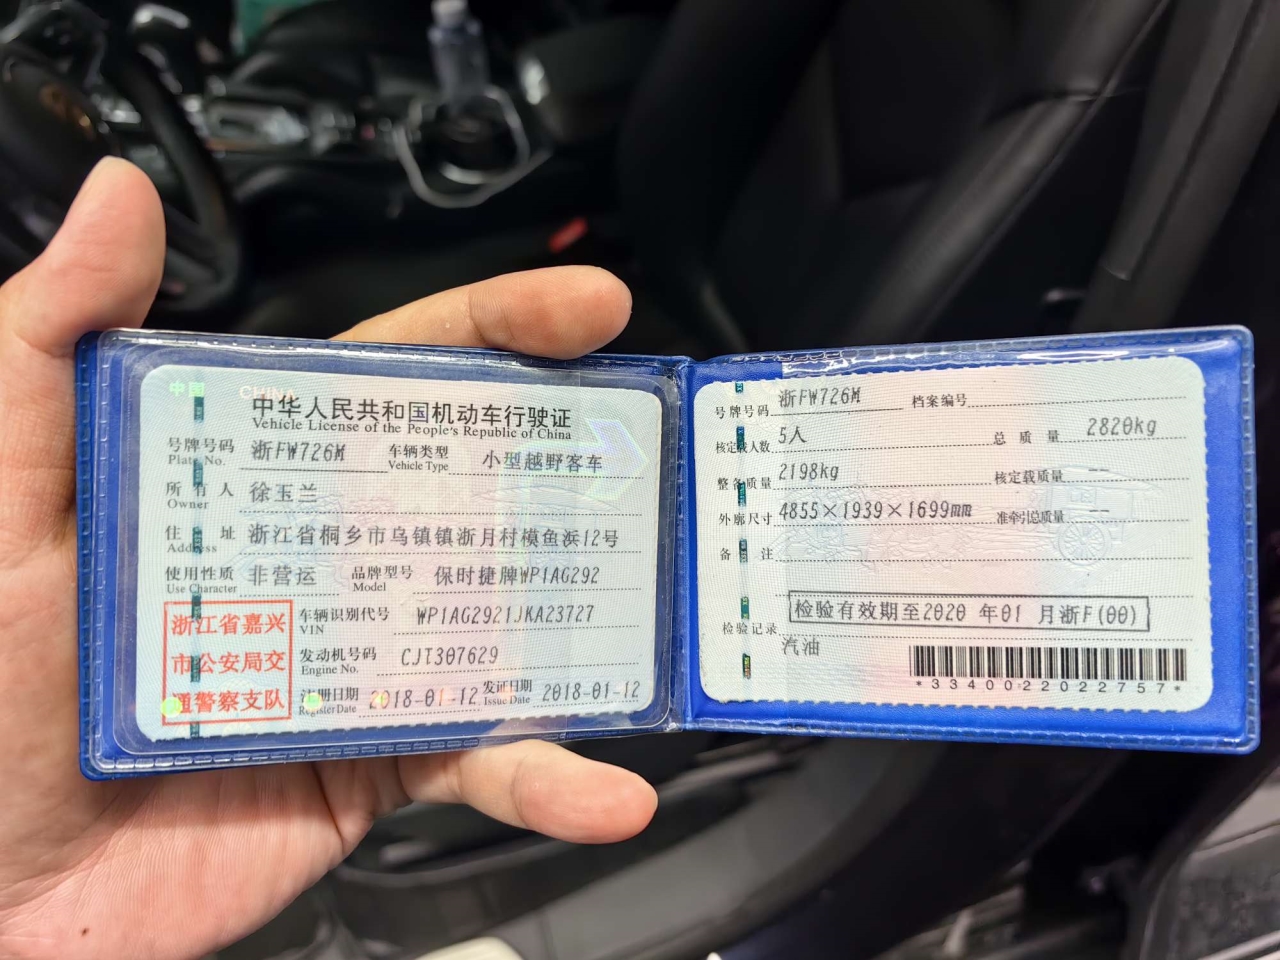 中国 CHINA
中华人民共和国机动车行驶证
Vehicle License of the People's Republic of China
号牌号码 浙FW726M 车辆类型 小型越野客车
Plate No. Vehicle Type
所有人 徐玉兰
Owner
住址 浙江省桐乡市乌镇镇浙月村模鱼浜12号
Address
使用性质 非营运 品牌型号 保时捷牌WP1AG292
Use Character Model
浙江省嘉兴
市公安局交
通警察支队
车辆识别代号 WP1AG2921JKA23727
VIN
发动机号码 CJT307629
Engine No.
注册日期 2018-01-12 发证日期 2018-01-12
Register Date Issue Date
号牌号码 浙FW726M 档案编号
核定载人数 5人 总质量 2820kg
整备质量 2198kg 核定载质量 --
外廓尺寸 4855×1939×1699mm 准牵引总质量 --
备注
检验有效期至2020 年01 月浙F(00)
检验记录
汽油
*3340022022757*